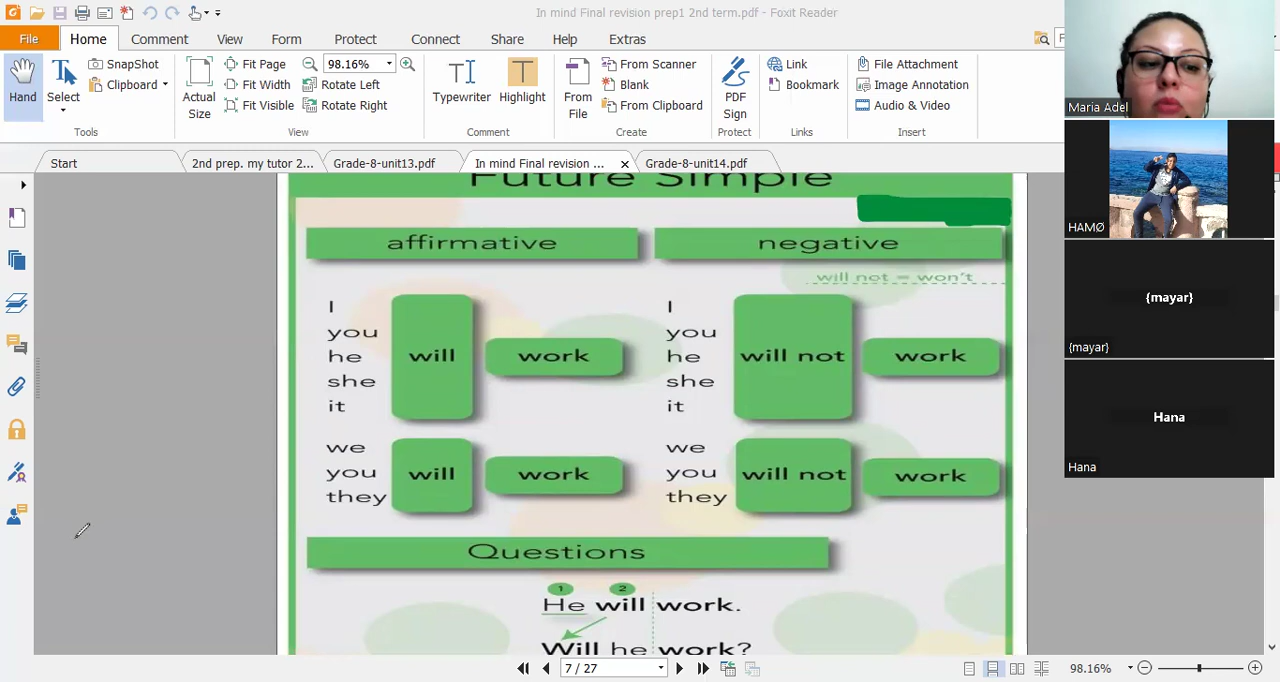 In mind Final revision prep1 2nd term.pdf - Foxit Reader
File Home Comment View Form Protect Connect Share Help Extras
Hand
Select
SnapShot
Clipboard
Actual Size
Fit Page
Fit Width
Fit Visible
98.16%
Rotate Left
Rotate Right
Typewriter
Highlight
From File
From Scanner
Blank
From Clipboard
PDF Sign
Link
Bookmark
File Attachment
Image Annotation
Audio & Video
Tools View Comment Create Protect Links Insert
Start 2nd prep. my tutor 2... Grade-8-unit13.pdf In mind Final revision ... Grade-8-unit14.pdf
Future Simple
affirmative negative
will not = won't
I
you
he
she
it
will work
I
you
he
she
it
will not work
we
you
they
will work
we
you
they
will not work
Questions
1 2
He will work.
Will he work?
7 / 27
98.16%
Maria Adel
HAMØ
{mayar}
{mayar}
Hana
Hana